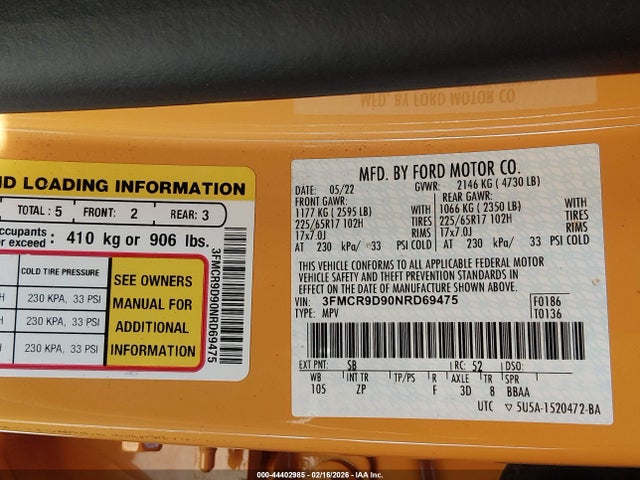 MFD. BY FORD MOTOR CO
ND LOADING INFORMATION
TOTAL : 5 FRONT: 2 REAR: 3
ccupants
r exceed : 410 kg or 906 lbs.
COLD TIRE PRESSURE
H 230 KPA, 33 PSI
H 230 KPA, 33 PSI
230 KPA, 33 PSI
SEE OWNERS
MANUAL FOR
ADDITIONAL
INFORMATION
3FMCR9D90NRD69475
MFD. BY FORD MOTOR CO.
DATE: 05/22 GVWR: 2146 KG ( 4730 LB)
FRONT GAWR: REAR GAWR:
1177 KG ( 2595 LB) WITH 1066 KG ( 2350 LB) WITH
225/65R17 102H TIRES 225/65R17 102H TIRES
17x7.0J RIMS 17x7.0J RIMS
AT 230 kPa/ 33 PSI COLD AT 230 kPa/ 33 PSI COLD
THIS VEHICLE CONFORMS TO ALL APPLICABLE FEDERAL MOTOR
VEHICLE SAFETY AND THEFT PREVENTION STANDARDS IN
EFFECT ON THE DATE OF MANUFACTURE SHOWN ABOVE.
VIN: 3FMCR9D90NRD69475 F0186
TYPE: MPV T0136
EXT PNT: SB RC: 52 DSO:
WB INT TR TP/PS R AXLE TR SPR
105 ZP F 3D 8 BBAA
UTC ▽ 5U5A-1520472-BA
000-44402985 - 02/16/2026 - IAA Inc.